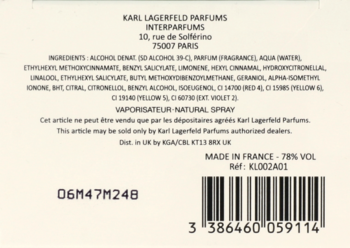 KARL LAGERFELD PARFUMS
INTERPARFUMS
10, rue de Solférino
75007 PARIS
INGREDIENTS : ALCOHOL DENAT. (SD ALCOHOL 39-C), PARFUM (FRAGRANCE), AQUA (WATER),
ETHYLHEXYL METHOXYCINNAMATE, BENZYL SALICYLATE, LIMONENE, HEXYL CINNAMAL, HYDROXYCITRONELLAL,
LINALOOL, ETHYLHEXYL SALICYLATE, BUTYL METHOXYDIBENZOYLMETHANE, GERANIOL, ALPHA-ISOMETHYL
IONONE, BHT, CITRAL, CITRONELLOL, BENZYL ALCOHOL, ISOEUGENOL, CI 14700 (RED 4), CI 15985 (YELLOW 6),
CI 19140 (YELLOW 5), CI 60730 (EXT. VIOLET 2).
VAPORISATEUR-NATURAL SPRAY
Cet article ne peut être vendu que par les dépositaires agréés Karl Lagerfeld Parfums.
This article may be sold only by Karl Lagerfeld Parfums authorized dealers.
Dist. in UK by KGA/CBL KT13 8RX UK
MADE IN FRANCE - 78% VOL
Réf : KL002A01
06M47M248
3 386460 059114